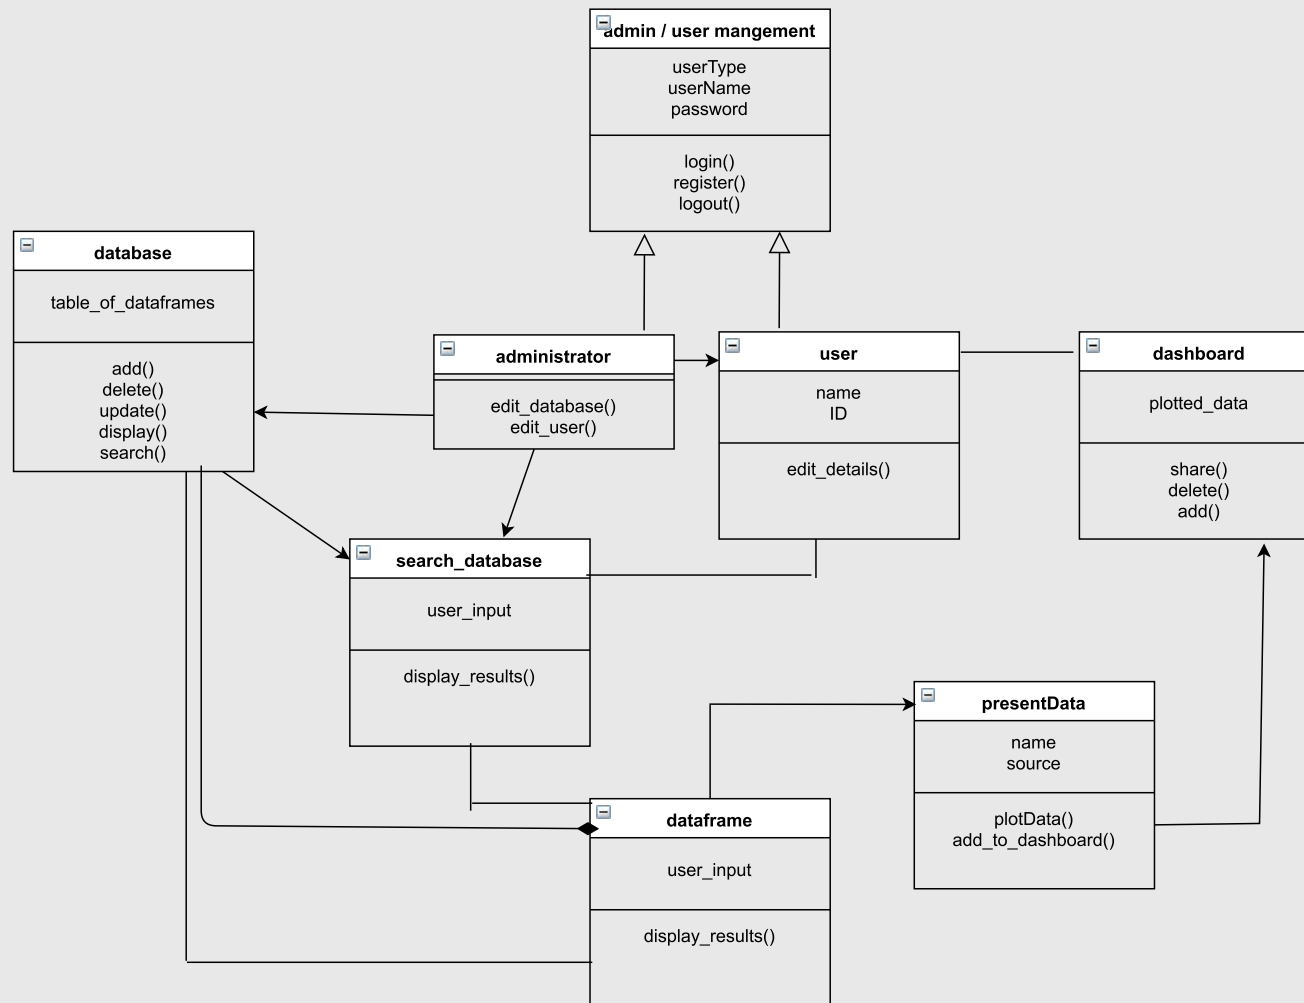 admin / user mangement
userType
userName
password
login()
register()
logout()
database
table_of_dataframes
add()
delete()
update()
display()
search()
administrator
edit_database()
edit_user()
user
name
ID
edit_details()
dashboard
plotted_data
share()
delete()
add()
search_database
user_input
display_results()
presentData
name
source
plotData()
add_to_dashboard()
dataframe
user_input
display_results()